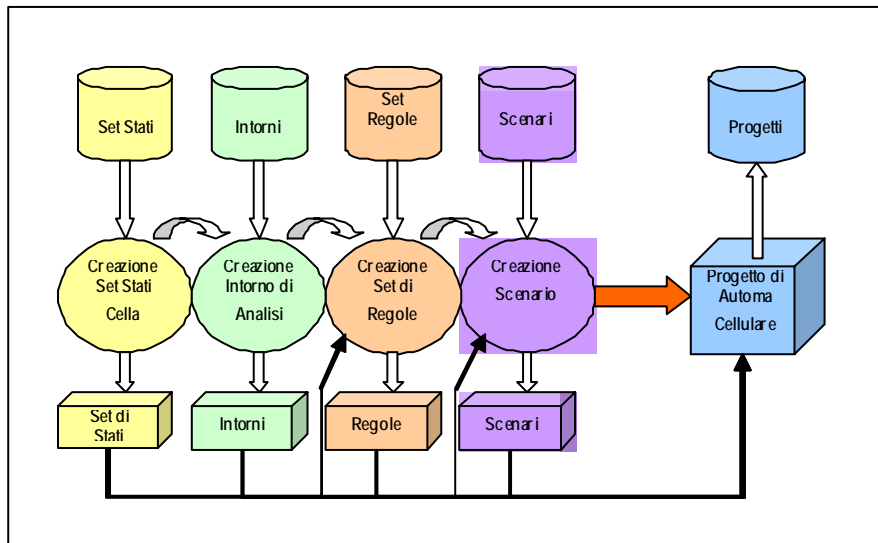 Set Stati
Intorni
Set
Regole
Scenari
Progetti
Creazione
Set Stati
Cella
Creazione
Intorno di
Analisi
Creazione
Set di
Regole
Creazione
Scenario
Progetto di
Automa
Cellulare
Set di
Stati
Intorni
Regole
Scenari